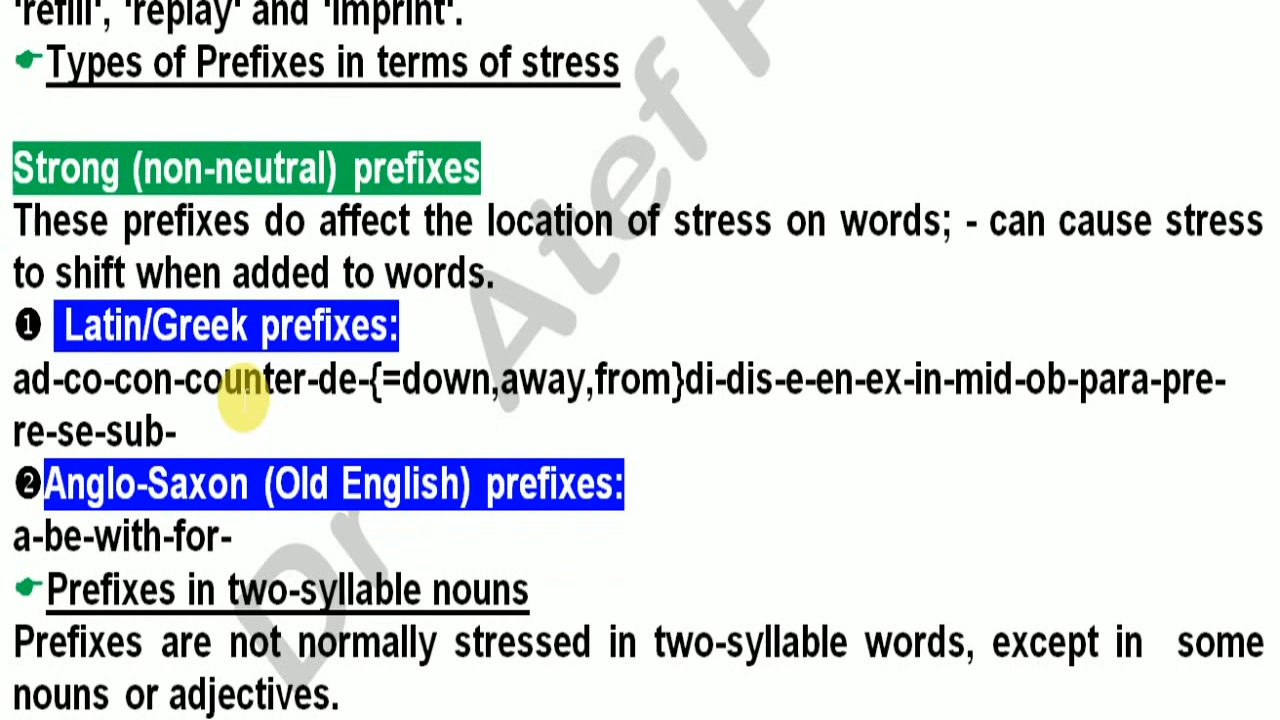 'refill', 'replay' and 'imprint'.
☛Types of Prefixes in terms of stress
Strong (non-neutral) prefixes
These prefixes do affect the location of stress on words; - can cause stress
to shift when added to words.
❶ Latin/Greek prefixes:
ad-co-con-counter-de-{=down,away,from}di-dis-e-en-ex-in-mid-ob-para-pre-
re-se-sub-
❷Anglo-Saxon (Old English) prefixes:
a-be-with-for-
☛Prefixes in two-syllable nouns
Prefixes are not normally stressed in two-syllable words, except in some
nouns or adjectives.
Dr Atef